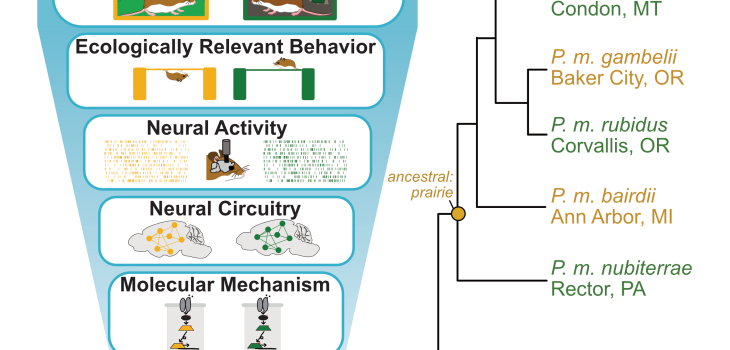 Ecologically Relevant Behavior
Neural Activity
Neural Circuitry
Molecular Mechanism
Condon, MT
P. m. gambelii
Baker City, OR
P. m. rubidus
Corvallis, OR
ancestral:
prairie
P. m. bairdii
Ann Arbor, MI
P. m. nubiterrae
Rector, PA